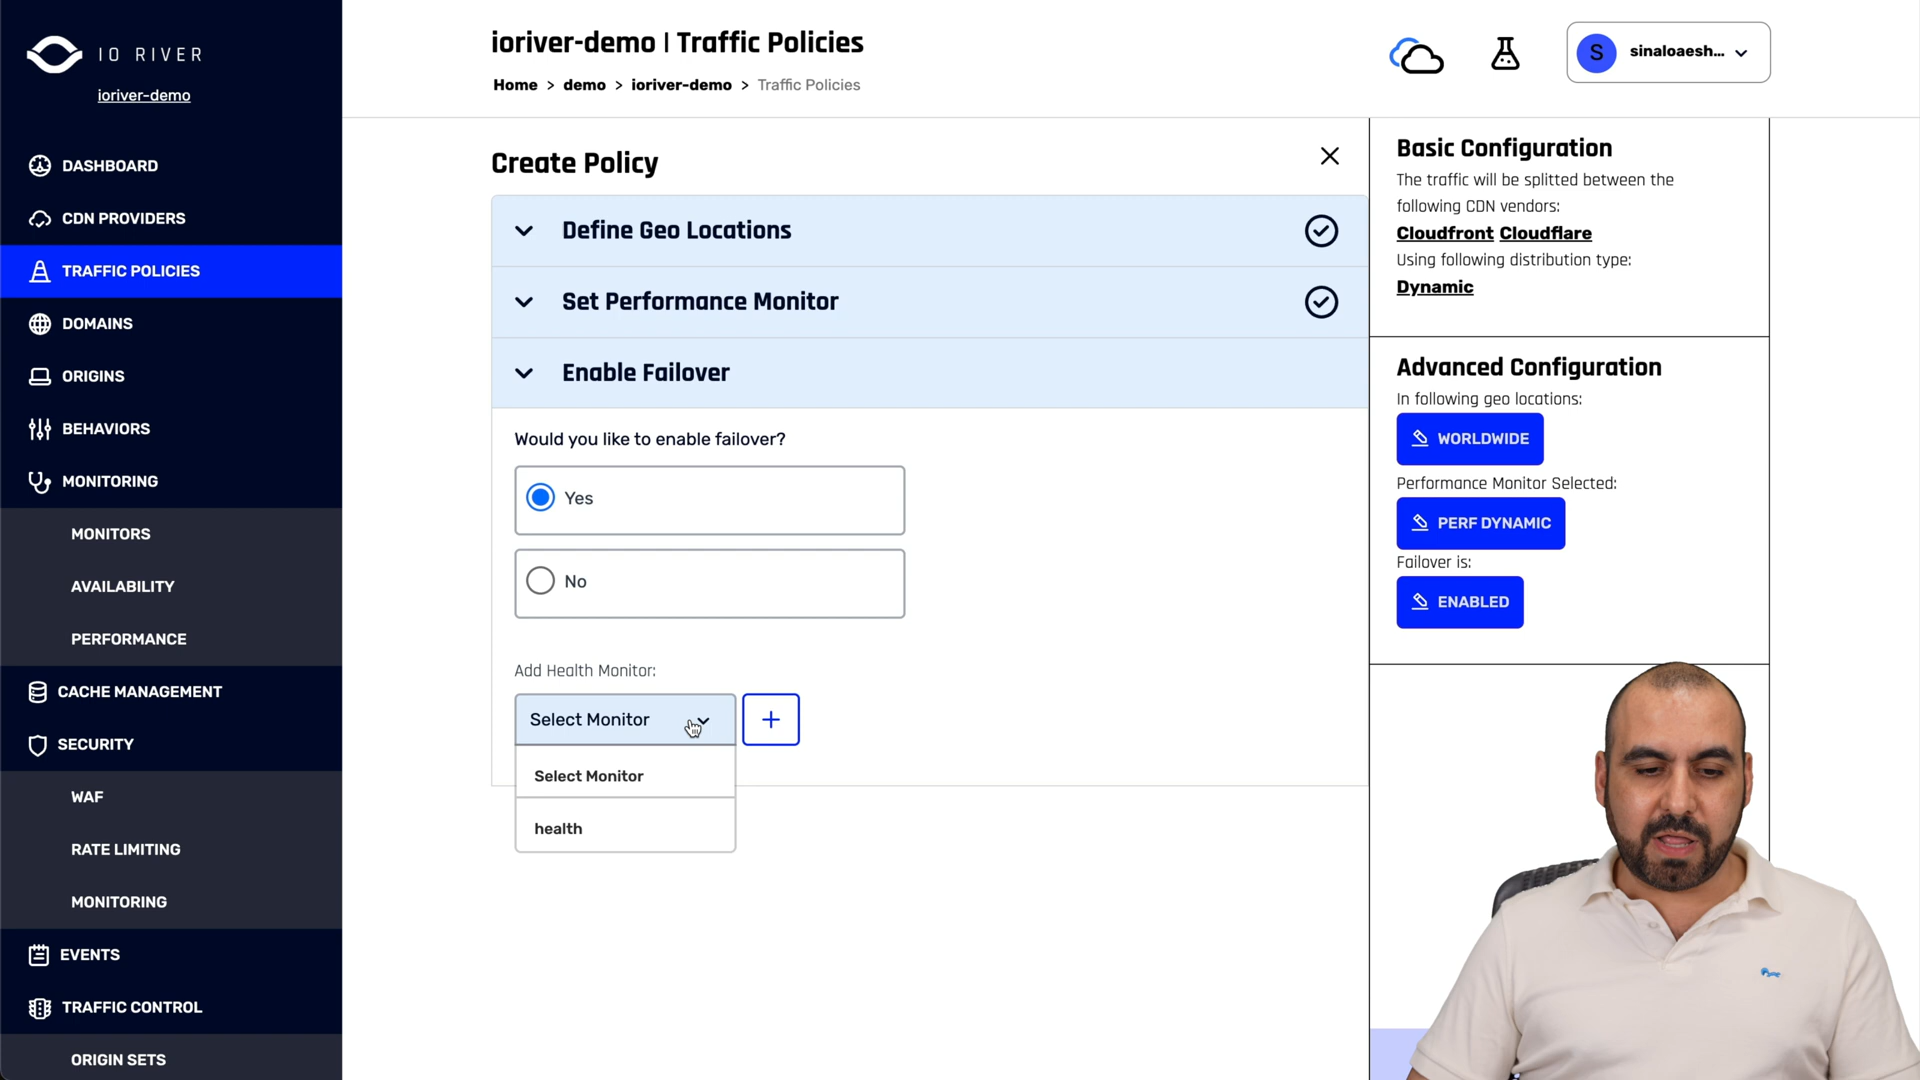 IO RIVER
ioriver-demo
DASHBOARD
CDN PROVIDERS
TRAFFIC POLICIES
DOMAINS
ORIGINS
BEHAVIORS
MONITORING
MONITORS
AVAILABILITY
PERFORMANCE
CACHE MANAGEMENT
SECURITY
WAF
RATE LIMITING
MONITORING
EVENTS
TRAFFIC CONTROL
ORIGIN SETS
ioriver-demo | Traffic Policies
Home > demo > ioriver-demo > Traffic Policies
S sinaloaesh...
Create Policy
Define Geo Locations
Set Performance Monitor
Enable Failover
Would you like to enable failover?
Yes
No
Add Health Monitor:
Select Monitor
+
Select Monitor
health
Basic Configuration
The traffic will be splitted between the
following CDN vendors:
Cloudfront Cloudflare
Using following distribution type:
Dynamic
Advanced Configuration
In following geo locations:
WORLDWIDE
Performance Monitor Selected:
PERF DYNAMIC
Failover is:
ENABLED